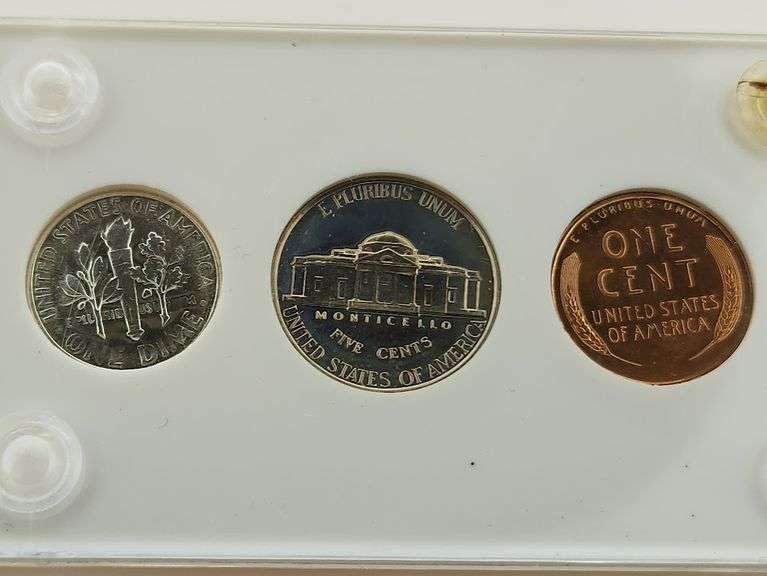 UNITED STATES OF AMERICA
ONE DIME
E PLURIBUS UNUM
MONTICELLO
FIVE CENTS
UNITED STATES OF AMERICA
E·PLURIBUS·UNUM
ONE
CENT
UNITED STATES
OF AMERICA